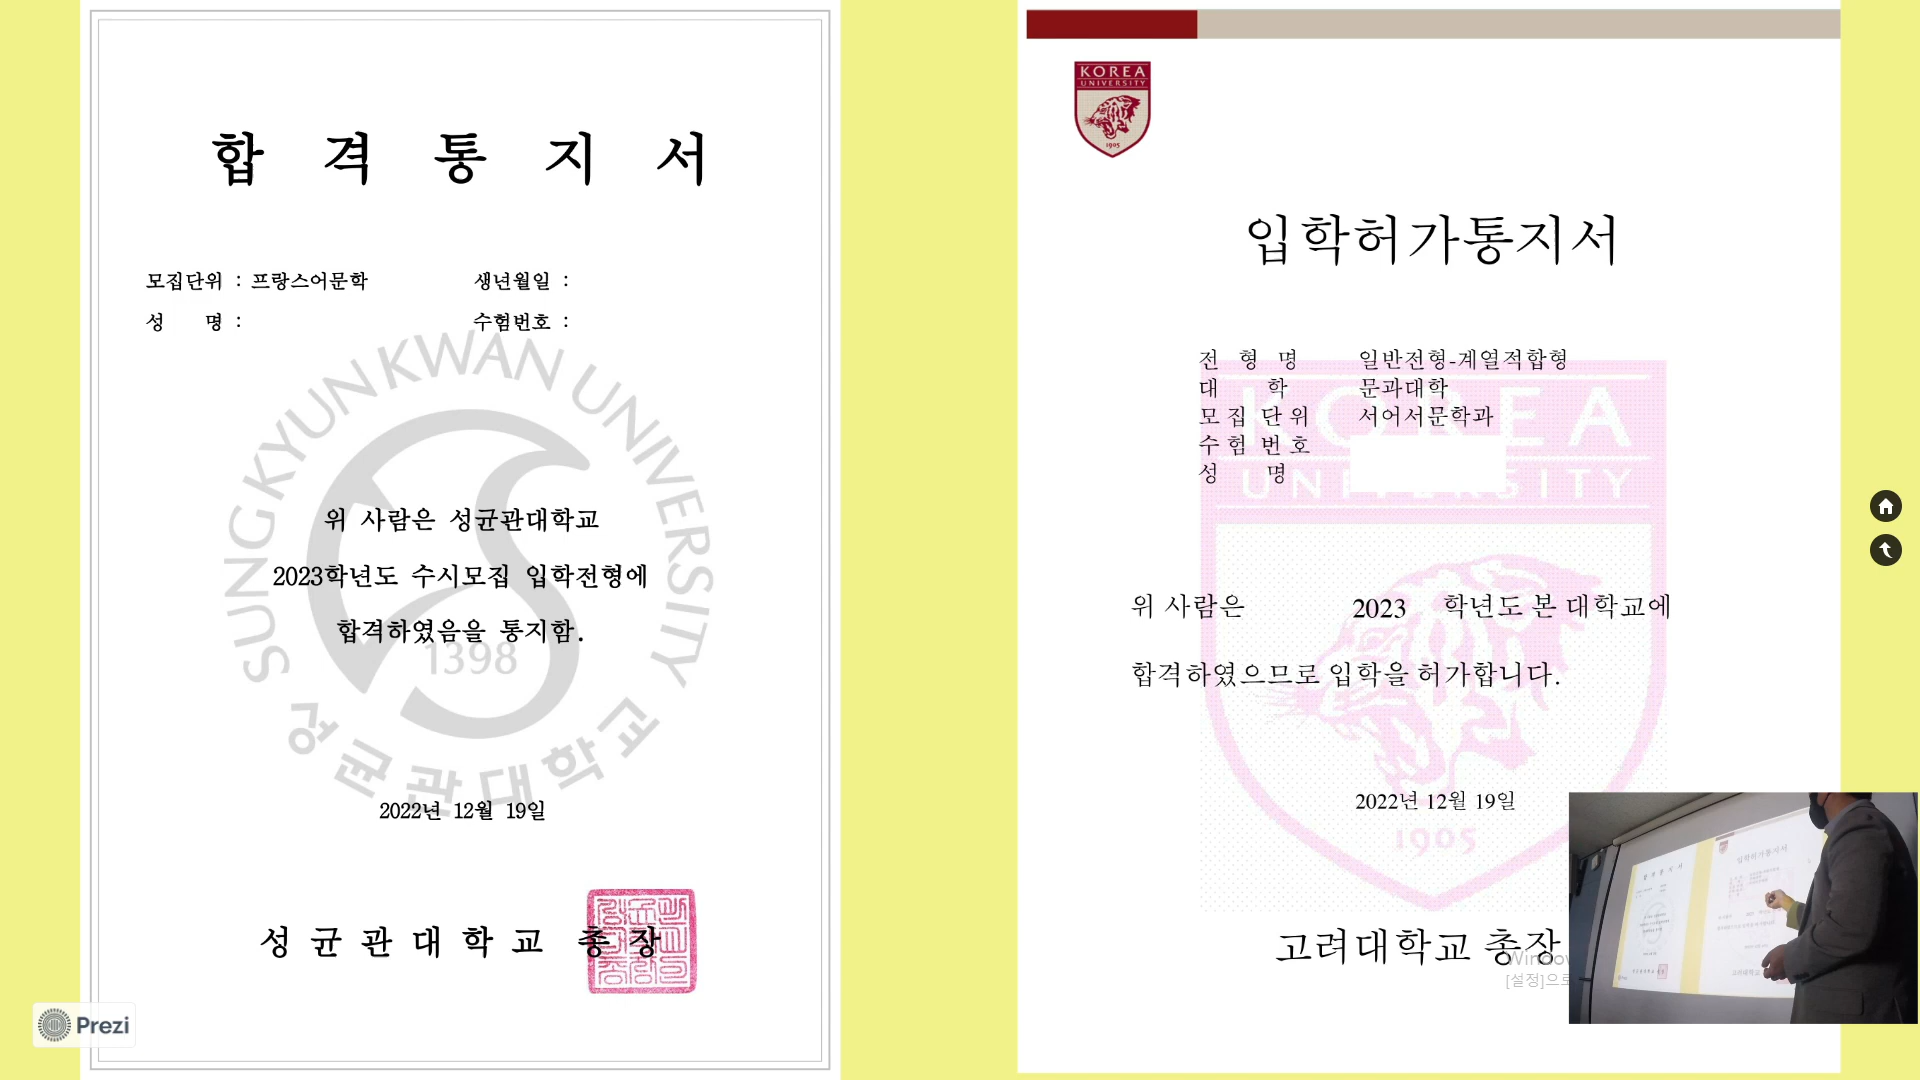 합 격 통 지 서
모집단위 : 프랑스어문학
생년월일 :
성 명 :
수험번호 :
SUNGKYUNKWAN UNIVERSITY
위 사람은 성균관대학교
2023학년도 수시모집 입학전형에
합격하였음을 통지함.
1398
성균관대학교
2022년 12월 19일
성 균 관 대 학 교 총 장
Prezi
KOREA
UNIVERSITY
1905
입학허가통지서
전 형 명 일반전형-계열적합형
대 학 문과대학
모 집 단 위 서어서문학과
수 험 번 호
성 명
KOREA
UNIVERSITY
위 사람은 2023 학년도 본 대학교에
합격하였으므로 입학을 허가합니다.
2022년 12월 19일
1905
고려대학교 총장
[설정]으로